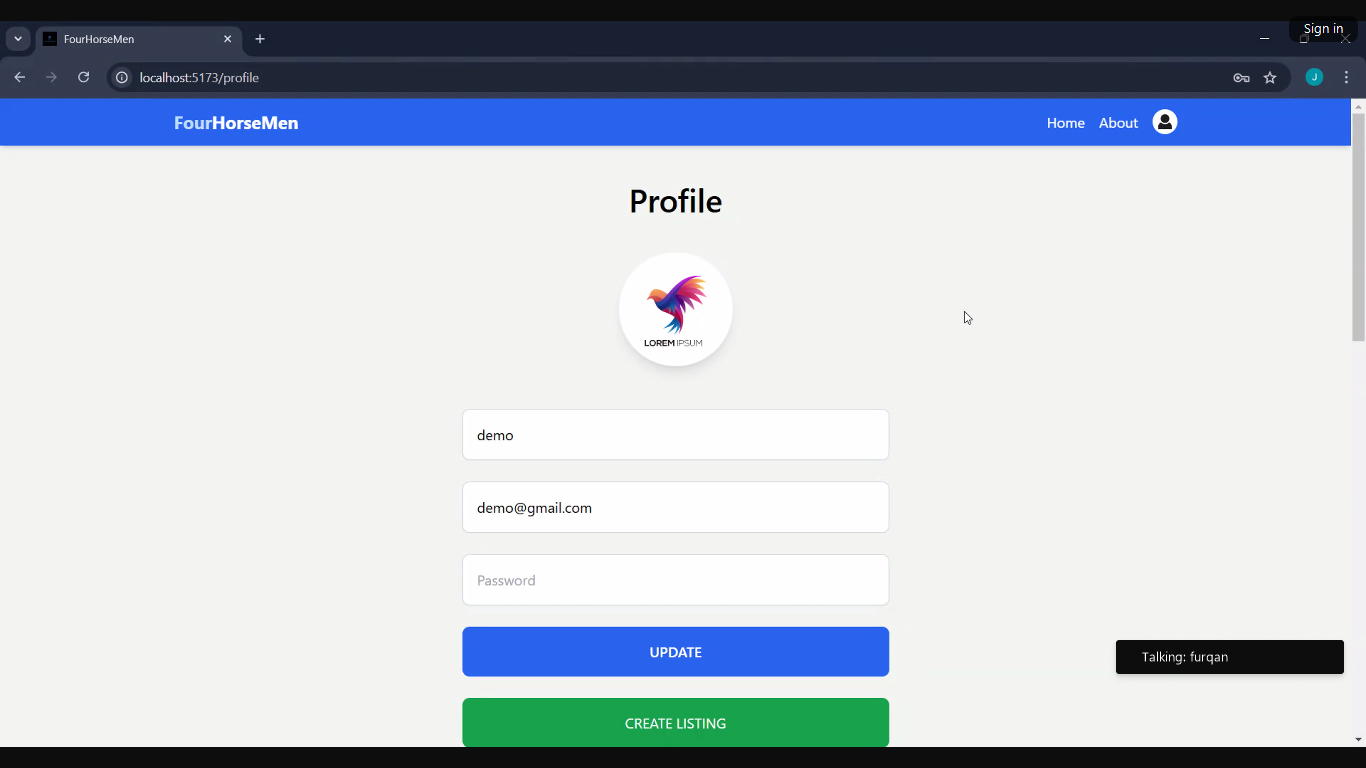 FourHorseMen
Sign in
localhost:5173/profile
J
FourHorseMen
Home
About
Profile
LOREM IPSUM
demo
demo@gmail.com
Password
UPDATE
Talking: furqan
CREATE LISTING